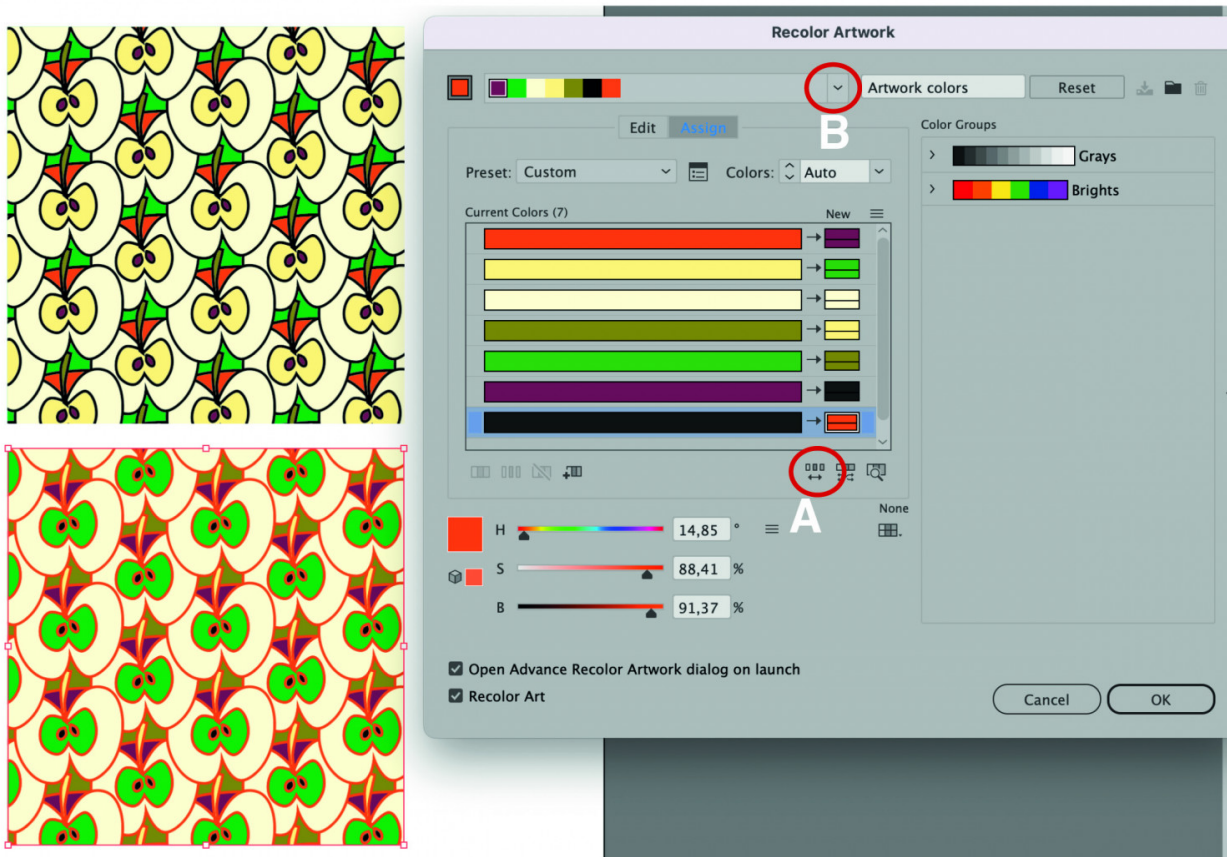 Recolor Artwork
Artwork colors
Reset
B
Edit
Assign
Color Groups
Preset: Custom
Colors: Auto
Grays
Brights
Current Colors (7)
New
A
None
H 14,85 °
S 88,41 %
B 91,37 %
Open Advance Recolor Artwork dialog on launch
Recolor Art
Cancel
OK